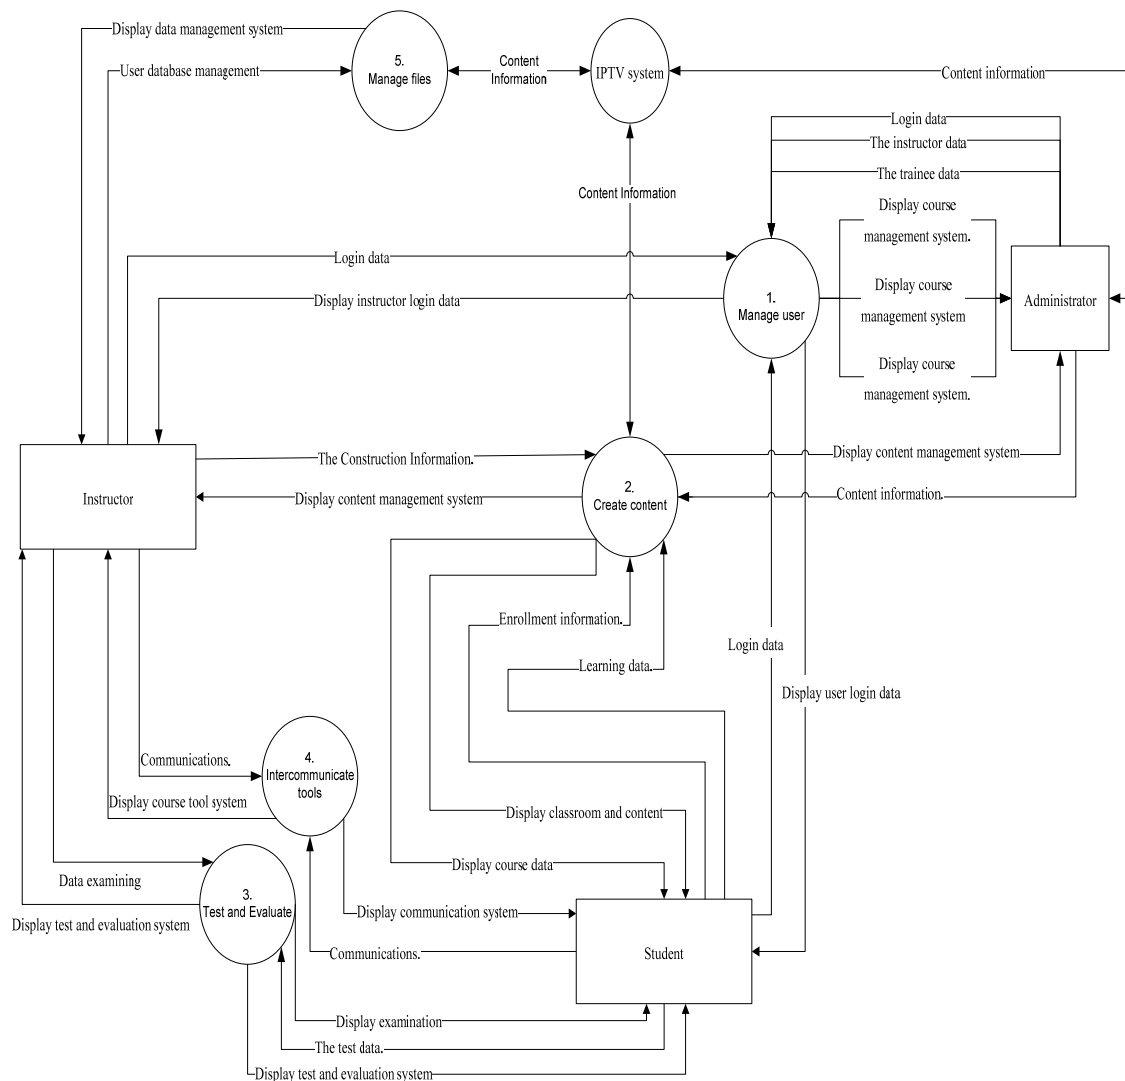 Display data management system
5.
Manage files
User database management
Content
Information
IPTV system
Content information
Login data
The instructor data
The trainee data
Content Information
Display course
management system.
Login data
Display course
management system
Display instructor login data
1.
Manage user
Administrator
Display course
management system.
The Construction Information.
Display content management system
Instructor
Display content management system
2.
Create content
Content information.
Enrollment information.
Login data
Learning data.
Display user login data
4.
Intercommunicate
tools
Communications.
Display course tool system
Display classroom and content
Display course data
Data examining
3.
Test and Evaluate
Display test and evaluation system
Display communication system
Communications.
Student
Display examination
The test data.
Display test and evaluation system